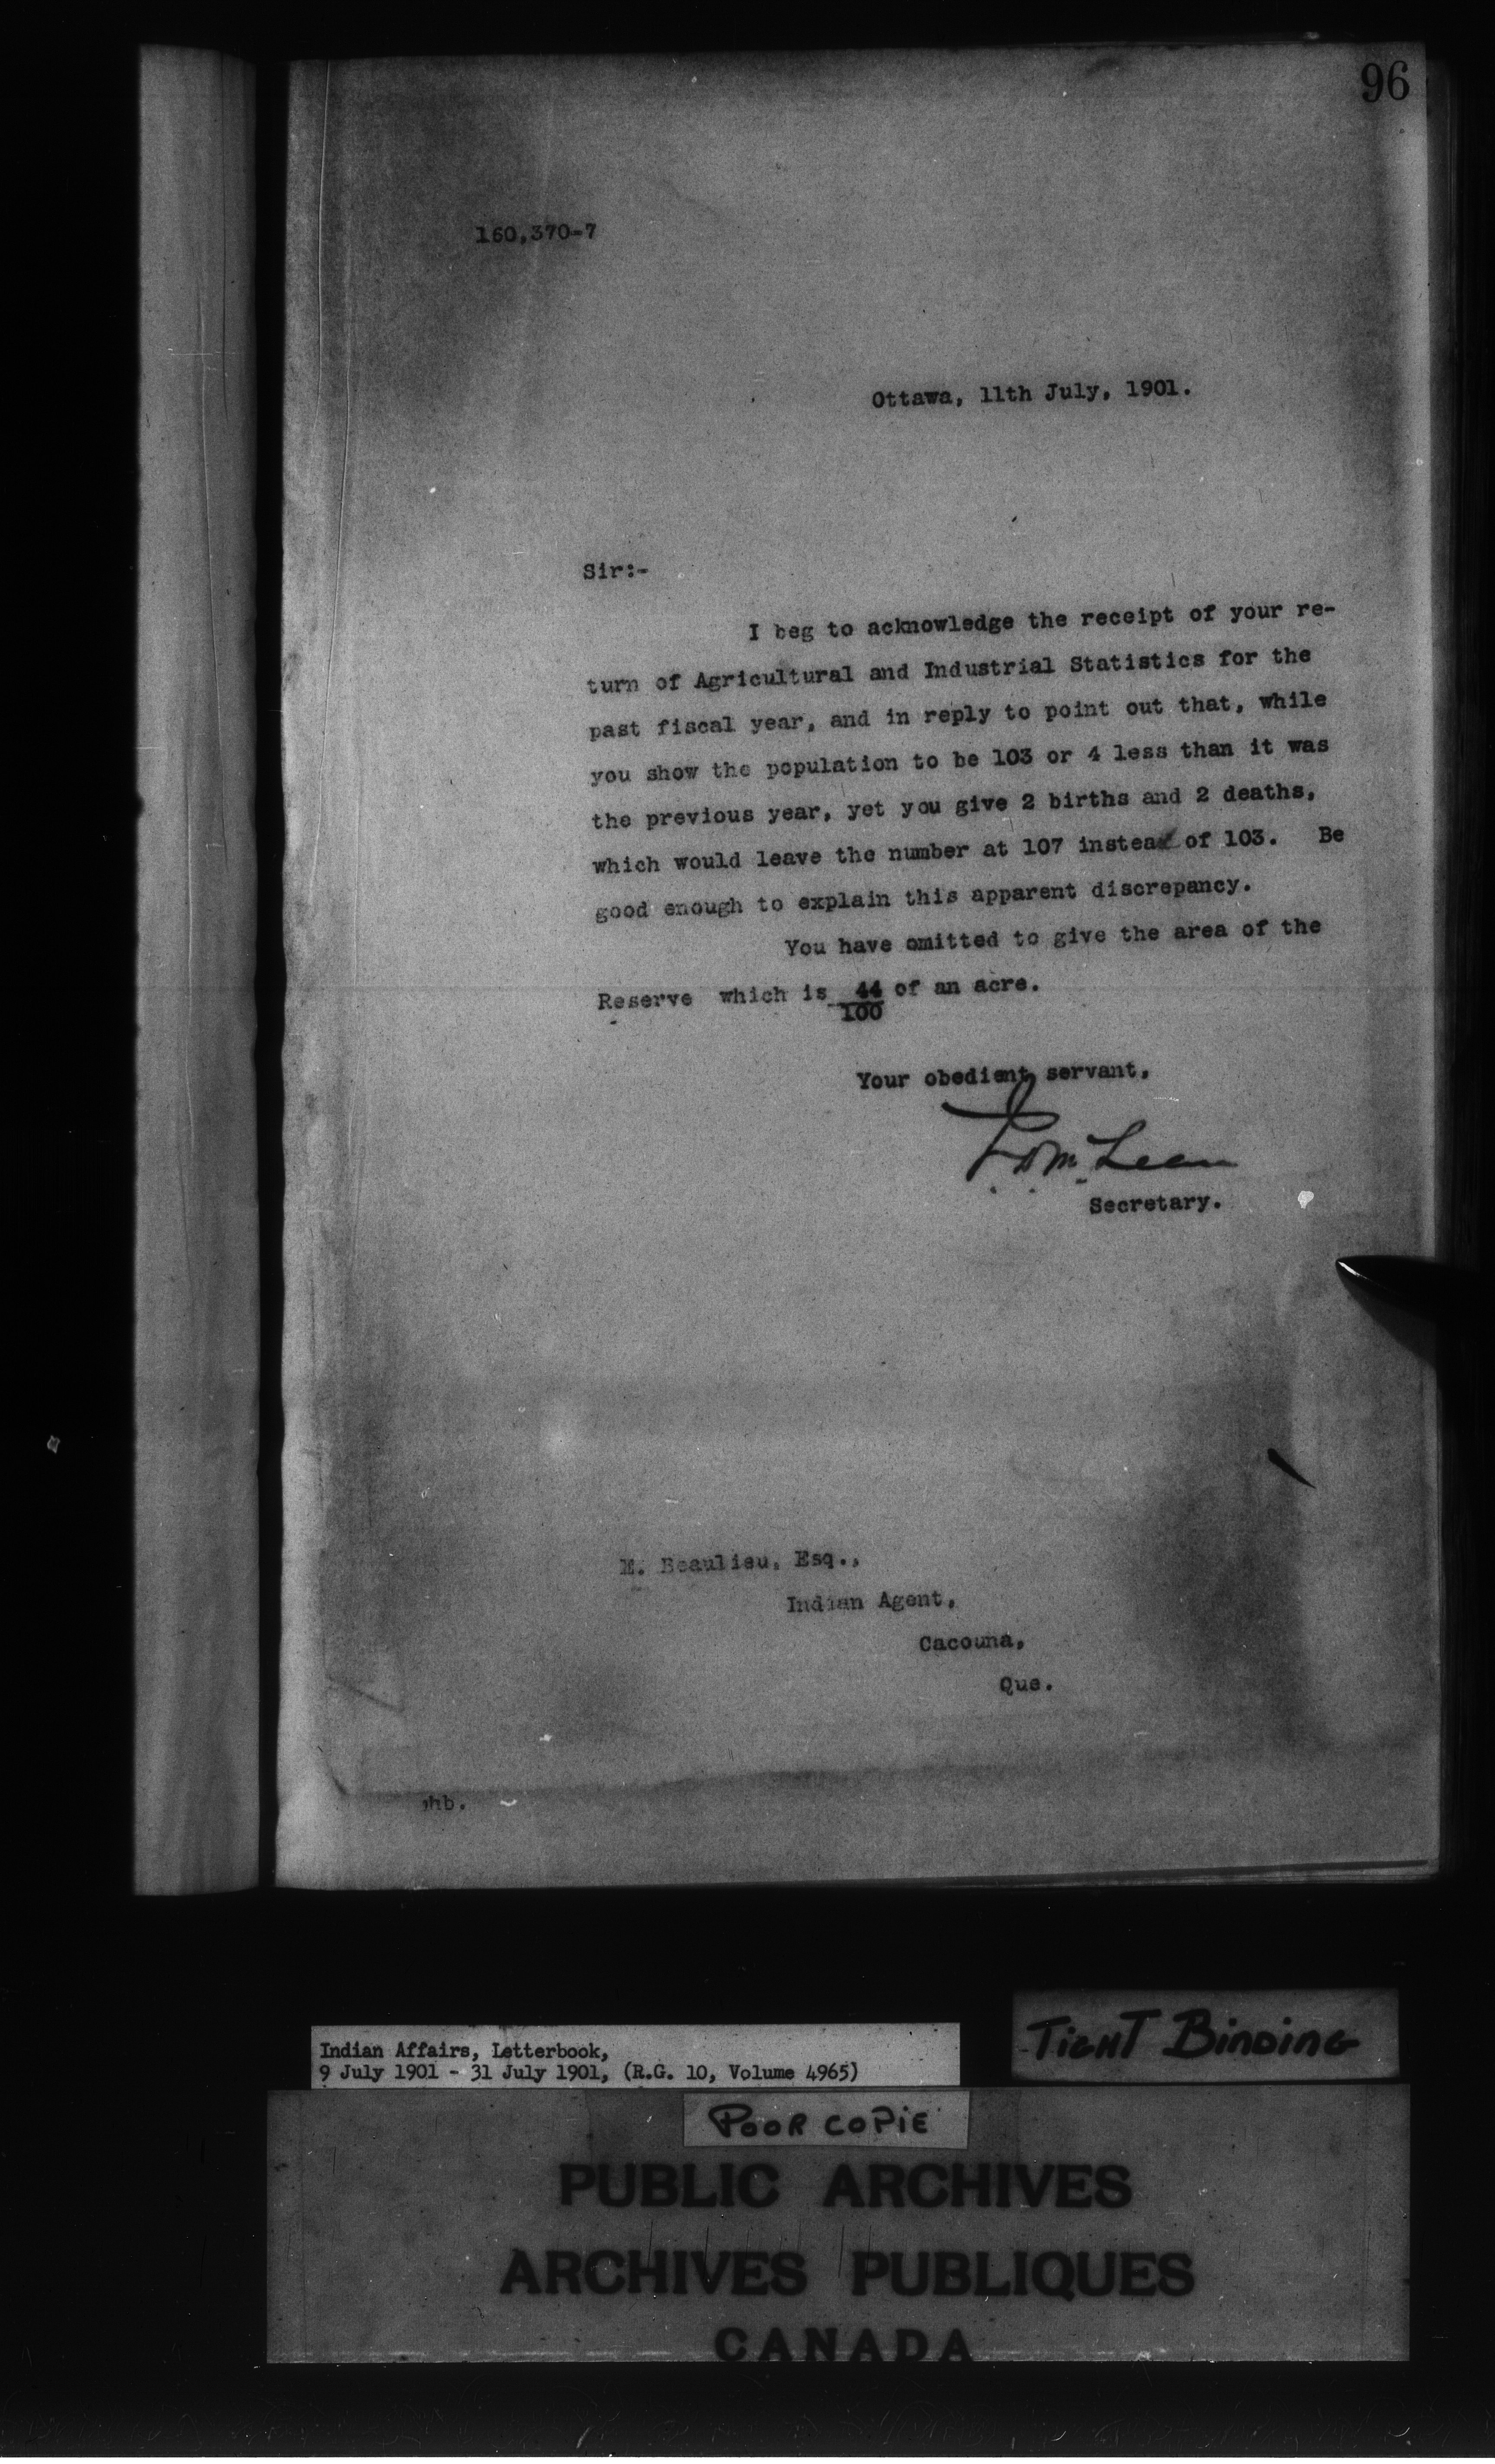 96
160,370-7
Ottawa, 11th July, 1901.
Sir:-
I beg to acknowledge the receipt of your re-
turn of Agricultural and Industrial Statistics for the
past fiscal year, and in reply to point out that, while
you show the population to be 103 or 4 less than it was
the previous year, yet you give 2 births and 2 deaths,
which would leave the number at 107 instead of 103. Be
good enough to explain this apparent discrepancy.
You have omitted to give the area of the
Reserve which is 44 of an acre.
100
Your obedient servant,
J.D. McLean
Secretary.
E. Beaulieu, Esq.,
Indian Agent,
Cacouna,
Que.
hb.
Indian Affairs, Letterbook,
9 July 1901 - 31 July 1901, (R.G. 10, Volume 4965)
TIGHT BINDING
POOR COPIE
PUBLIC ARCHIVES
ARCHIVES PUBLIQUES
CANADA